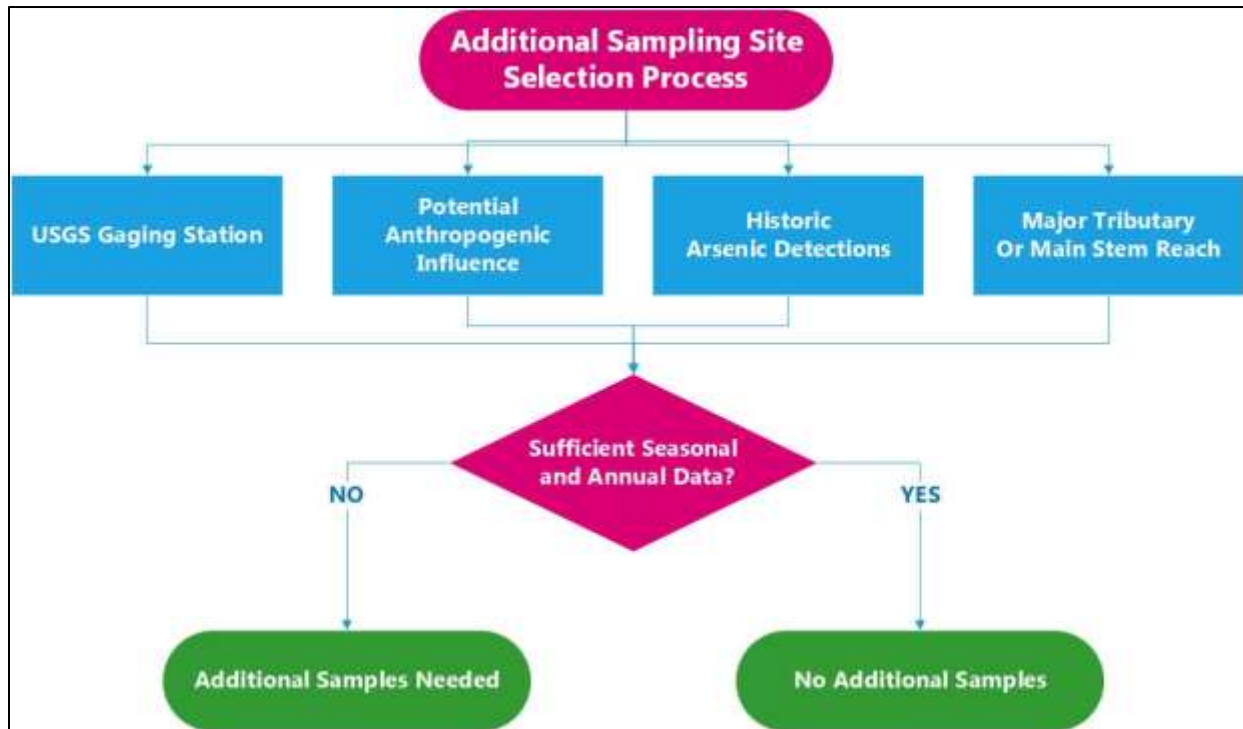 Additional Sampling Site
Selection Process
USGS Gaging Station
Potential
Anthropogenic
Influence
Historic
Arsenic Detections
Major Tributary
Or Main Stem Reach
Sufficient Seasonal
and Annual Data?
NO
YES
Additional Samples Needed
No Additional Samples